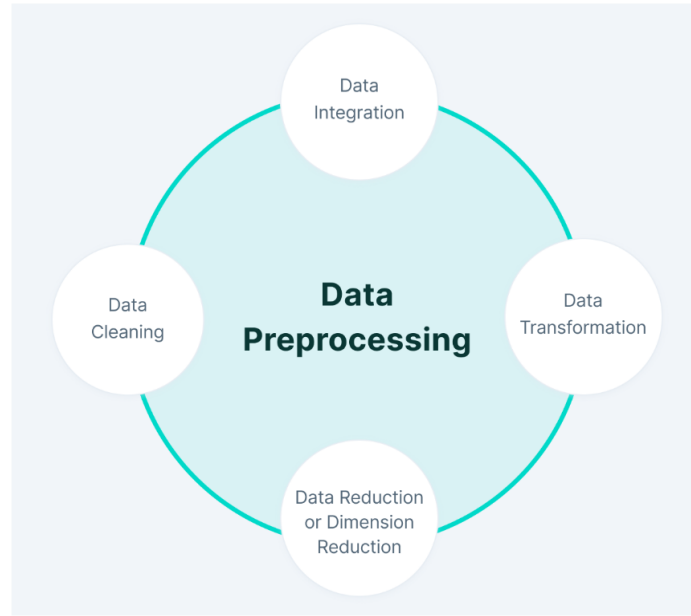 Data
Integration
Data
Cleaning
Data
Preprocessing
Data
Transformation
Data Reduction
or Dimension
Reduction